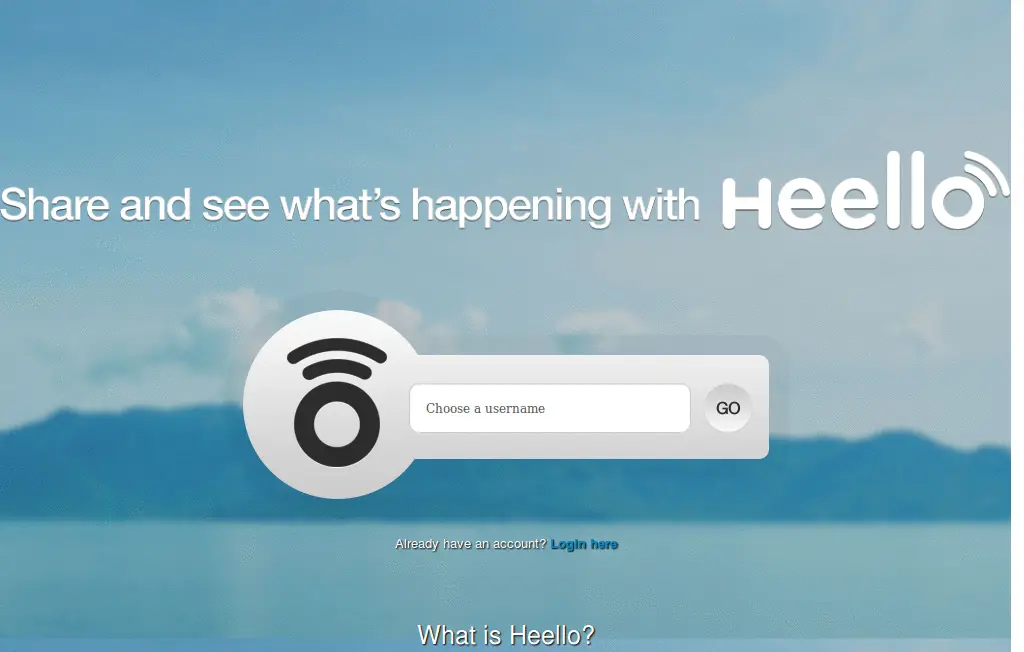 Share and see what's happening with Heello
Choose a username
GO
Already have an account? Login here
What is Heello?